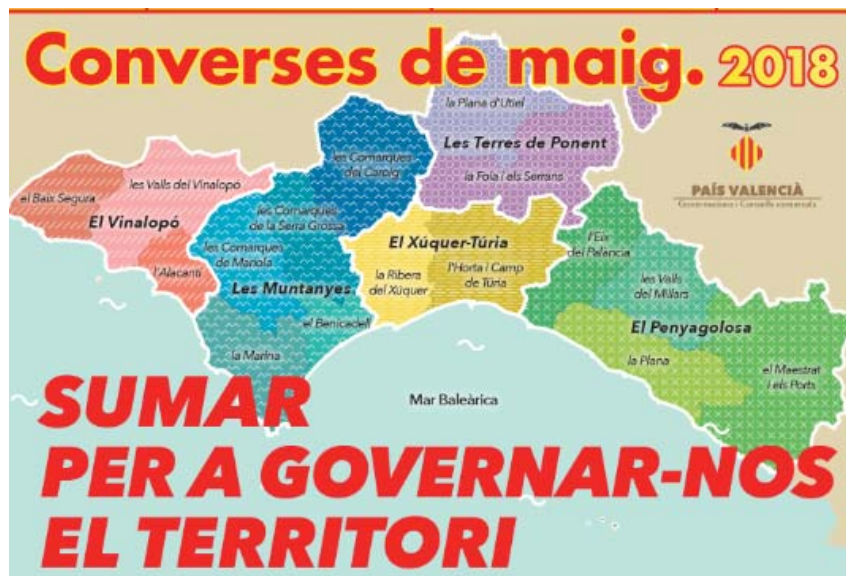 Converses de maig. 2018
la Plana d'Utiel
Les Terres de Ponent
la Foia i els Serrans
les Comarques
del Caroig
PAÍS VALENCIÀ
Governacions i Consells comarcals
les Valls del Vinalopó
el Baix Segura
El Vinalopó
l'Alacantí
les Comarques
de la Serra Grossa
les Comarques
de Mariola
Les Muntanyes
el Benicadell
la Marina
El Xúquer-Túria
la Ribera
del Xúquer
l'Horta i Camp
de Túria
l'Eix
del Palància
les Valls
del Millars
El Penyagolosa
la Plana
el Maestrat
i els Ports
Mar Baleàrica
SUMAR
PER A GOVERNAR-NOS
EL TERRITORI